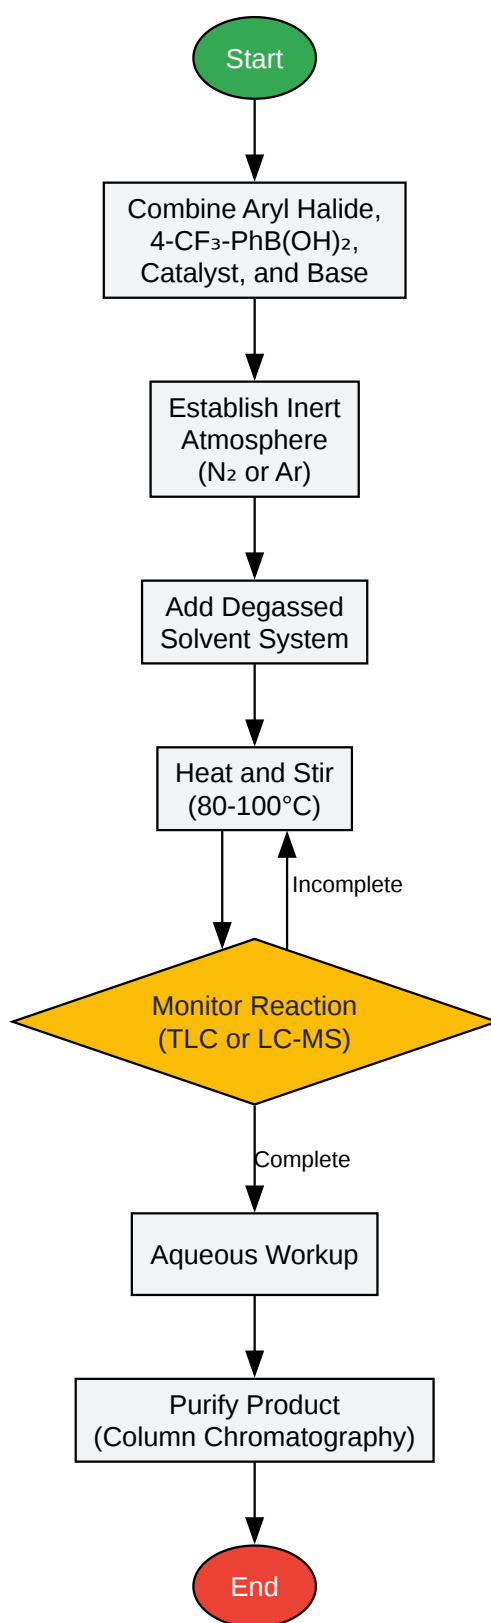 Start
Combine Aryl Halide,
4-CF₃-PhB(OH)₂,
Catalyst, and Base
Establish Inert
Atmosphere
(N₂ or Ar)
Add Degassed
Solvent System
Heat and Stir
(80-100°C)
Incomplete
Monitor Reaction
(TLC or LC-MS)
Complete
Aqueous Workup
Purify Product
(Column Chromatography)
End